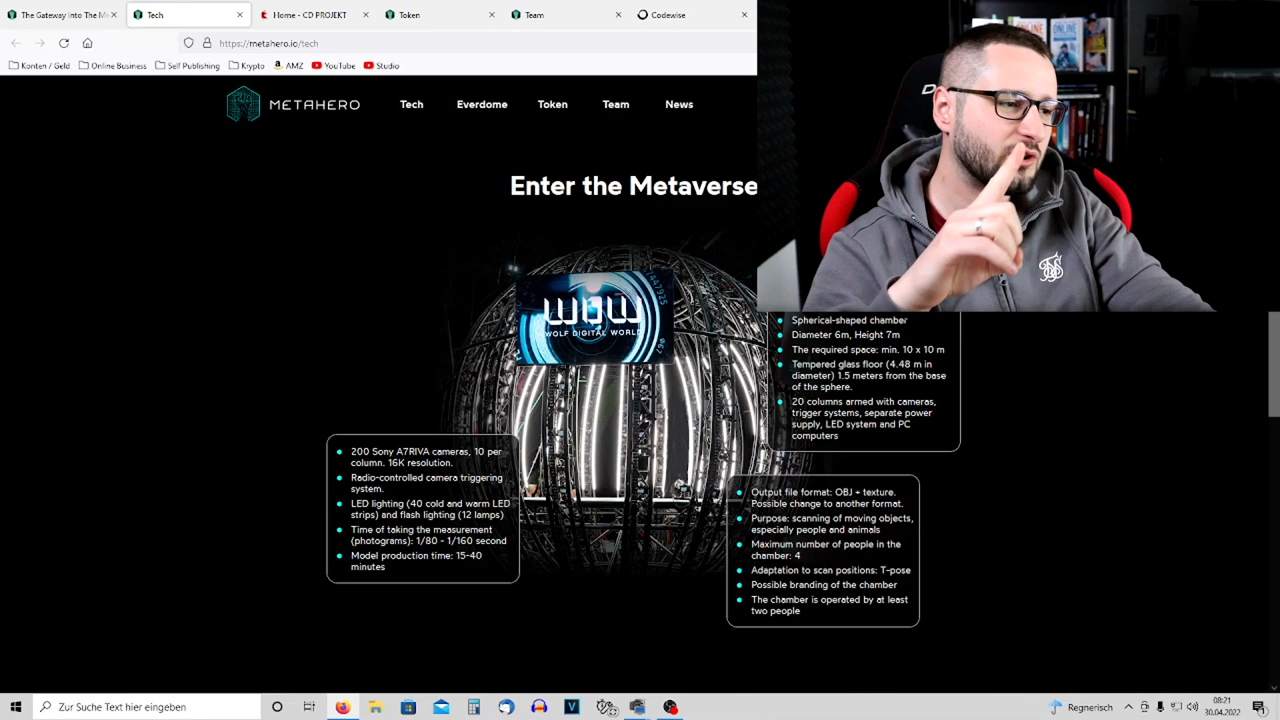 The Gateway Into The Me
Tech
Home - CD PROJEKT
Token
Team
Codewise
https://metahero.io/tech
Konten / Geld
Online Business
Self Publishing
Krypto
AMZ
YouTube
Studio
METAHERO
Tech
Everdome
Token
Team
News
Enter the Metaverse
WDW
WOLF DIGITAL WORLD
Spherical-shaped chamber
Diameter 6m, Height 7m
The required space: min. 10 x 10 m
Tempered glass floor (4.48 m in
diameter) 1.5 meters from the base
of the sphere.
20 columns armed with cameras,
trigger systems, separate power
supply, LED system and PC
computers
200 Sony A7RIVA cameras, 10 per
column. 16K resolution.
Radio-controlled camera triggering
system.
LED lighting (40 cold and warm LED
strips) and flash lighting (12 lamps)
Time of taking the measurement
(photograms): 1/80 - 1/160 second
Model production time: 15-40
minutes
Output file format: OBJ + texture.
Possible change to another format.
Purpose: scanning of moving objects,
especially people and animals
Maximum number of people in the
chamber: 4
Adaptation to scan positions: T-pose
Possible branding of the chamber
The chamber is operated by at least
two people
Zur Suche Text hier eingeben
Regnerisch
08:21
30.04.2022